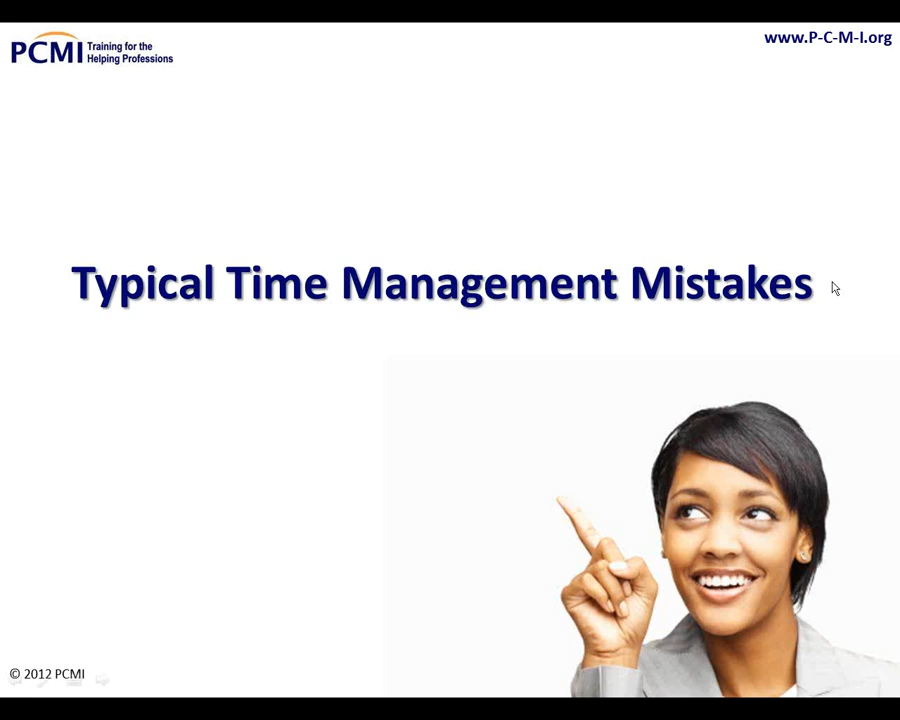 PCMI Training for the
Helping Professions
www.P-C-M-I.org
Typical Time Management Mistakes
© 2012 PCMI